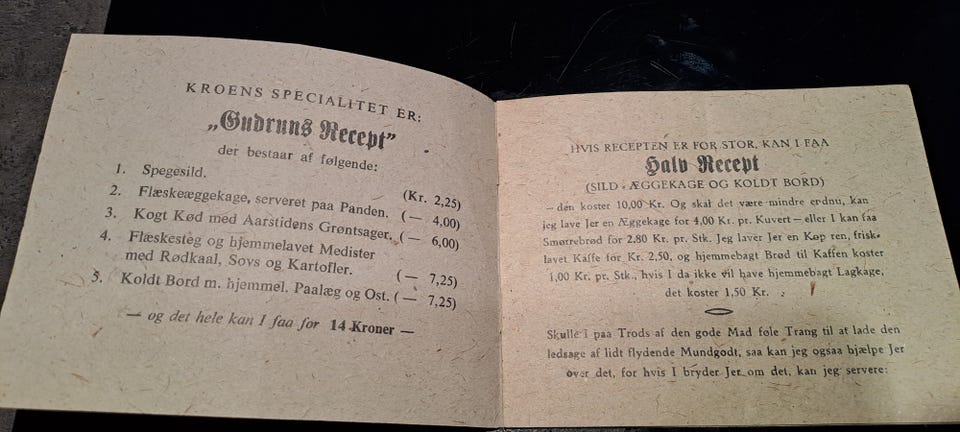 KROENS SPECIALITET ER:
„Gudruns Recept”
der bestaar af følgende:
1. Spegesild. (Kr. 2,25)
2. Flæskeæggekage, serveret paa Panden. (— 4,00)
3. Kogt Kød med Aarstidens Grøntsager. (— 6,00)
4. Flæskesteg og hjemmelavet Medister
med Rødkaal, Sovs og Kartofler. (— 7,25)
5. Koldt Bord m. hjemmel. Paalæg og Ost. (— 7,25)
— og det hele kan I faa for 14 Kroner —
HVIS RECEPTEN ER FOR STOR, KAN I FAA
Halv Recept
(SILD - ÆGGEKAGE OG KOLDT BORD)
— den koster 10,00 Kr. Og skal det være mindre endnu, kan
jeg lave Jer en Æggekage for 4,00 Kr. pr. Kuvert — eller I kan faa
Smørrebrød for 2.80 Kr. pr. Stk. Jeg laver Jer en Kop ren, frisk-
lavet Kaffe for Kr. 2,50, og hjemmebagt Brød til Kaffen koster
1,00 Kr. pr. Stk., hvis I da ikke vil have hjemmebagt Lagkage,
det koster 1,50 Kr.
Skulle I paa Trods af den gode Mad føle Trang til at lade den
ledsage af lidt flydende Mundgodt, saa kan jeg ogsaa hjælpe Jer
over det, for hvis I bryder Jer om det, kan jeg servere: